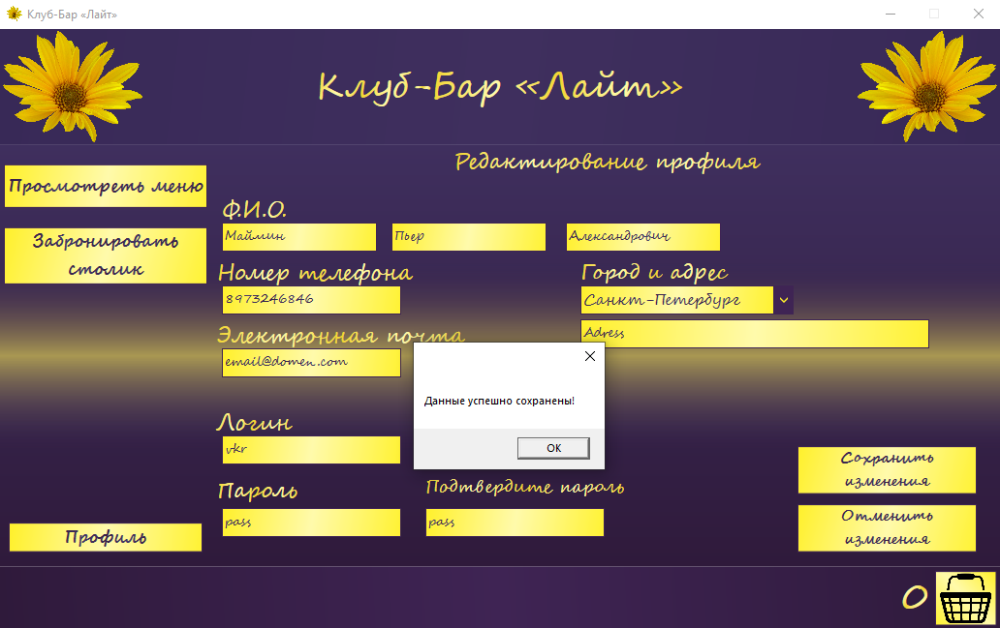 Клуб-Бар «Лайт»
Клуб-Бар «Лайт»
Редактирование профиля
Просмотреть меню
Забронировать
столик
Профиль
Ф.И.О.
Маймин Пьер Александрович
Номер телефона
8973246846
Город и адрес
Санкт-Петербург
Adress
Электронная почта
email@domen.com
Данные успешно сохранены!
OK
Логин
vkr
Пароль
pass
Подтвердите пароль
pass
Сохранить
изменения
Отменить
изменения
0